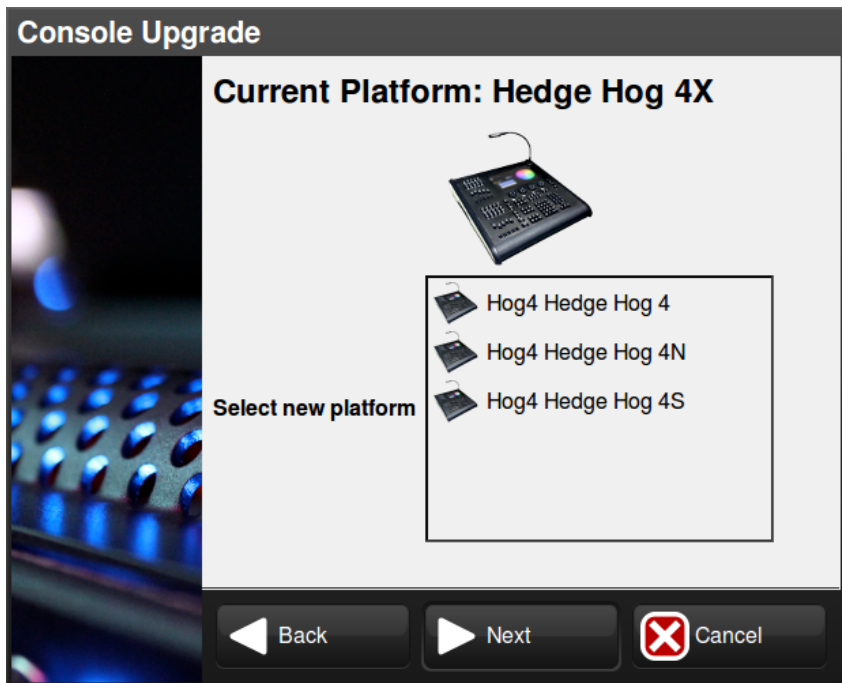 Console Upgrade
Current Platform: Hedge Hog 4X
Hog4 Hedge Hog 4
Hog4 Hedge Hog 4N
Select new platform
Hog4 Hedge Hog 4S
Back
Next
Cancel